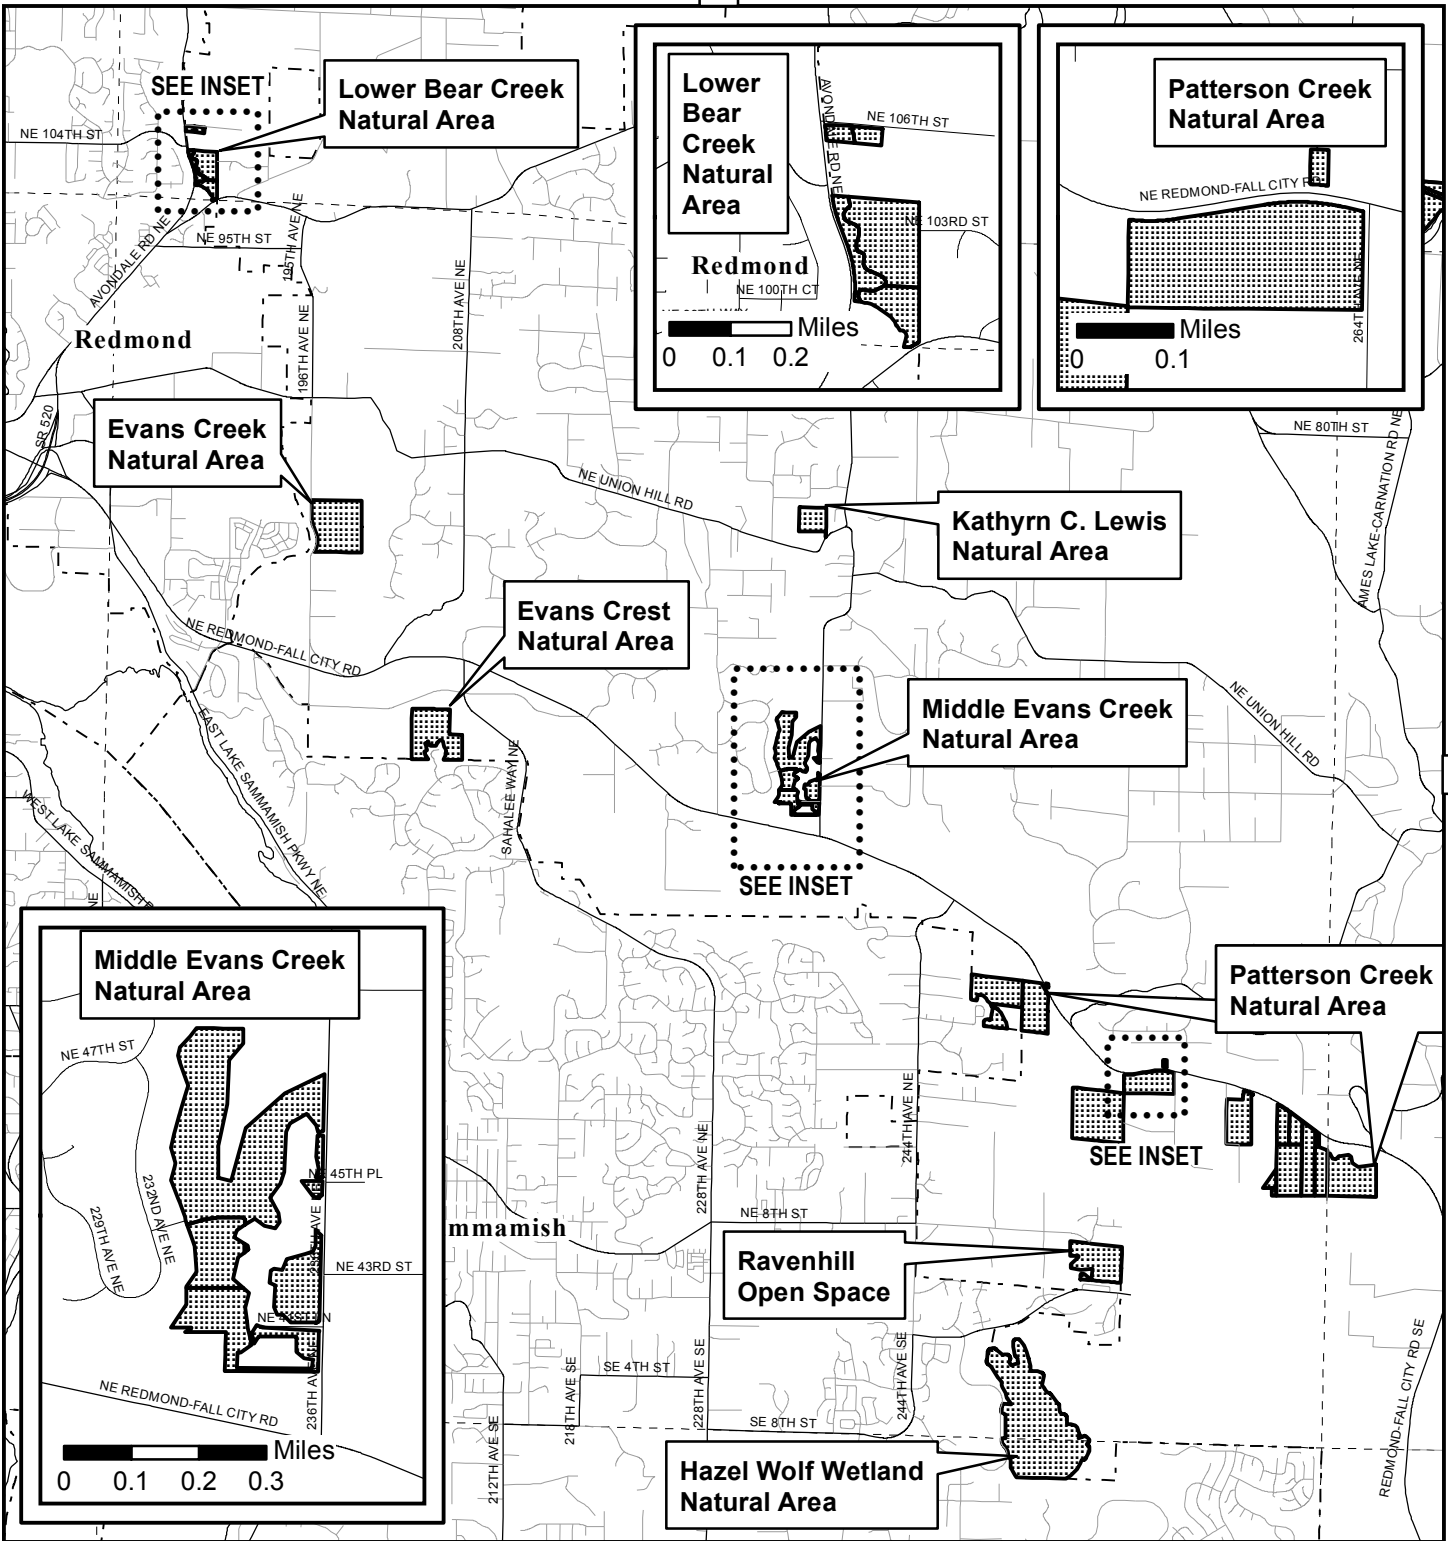 SEE INSET
Lower Bear Creek
Natural Area
NE 104TH ST
AVONDALE RD NE
NE 95TH ST
195TH AVE NE
196TH AVE NE
208TH AVE NE
Redmond
SR 520
Lower
Bear
Creek
Natural
Area
AVONDALE RD NE
NE 106TH ST
NE 103RD ST
Redmond
NE 100TH CT
Miles
0 0.1 0.2
Patterson Creek
Natural Area
NE REDMOND-FALL CITY RD
264TH AVE NE
Miles
0 0.1
NE 80TH ST
AMES LAKE-CARNATION RD NE
Evans Creek
Natural Area
NE UNION HILL RD
Kathyrn C. Lewis
Natural Area
Evans Crest
Natural Area
NE REDMOND-FALL CITY RD
Middle Evans Creek
Natural Area
NE UNION HILL RD
EAST LAKE SAMMAMISH PKWY NE
SAHALEE WAY NE
WEST LAKE SAMMAMISH P
NE
SEE INSET
Middle Evans Creek
Natural Area
NE 47TH ST
232ND AVE NE
229TH AVE NE
NE 45TH PL
NE 43RD ST
NE REDMOND-FALL CITY RD
236TH AVE NE
Miles
0 0.1 0.2 0.3
Patterson Creek
Natural Area
SEE INSET
244TH AVE NE
228TH AVE NE
NE 8TH ST
mmamish
Ravenhill
Open Space
SE 4TH ST
218TH AVE SE
228TH AVE SE
244TH AVE SE
212TH AVE SE
SE 8TH ST
Hazel Wolf Wetland
Natural Area
REDMOND-FALL CITY RD SE